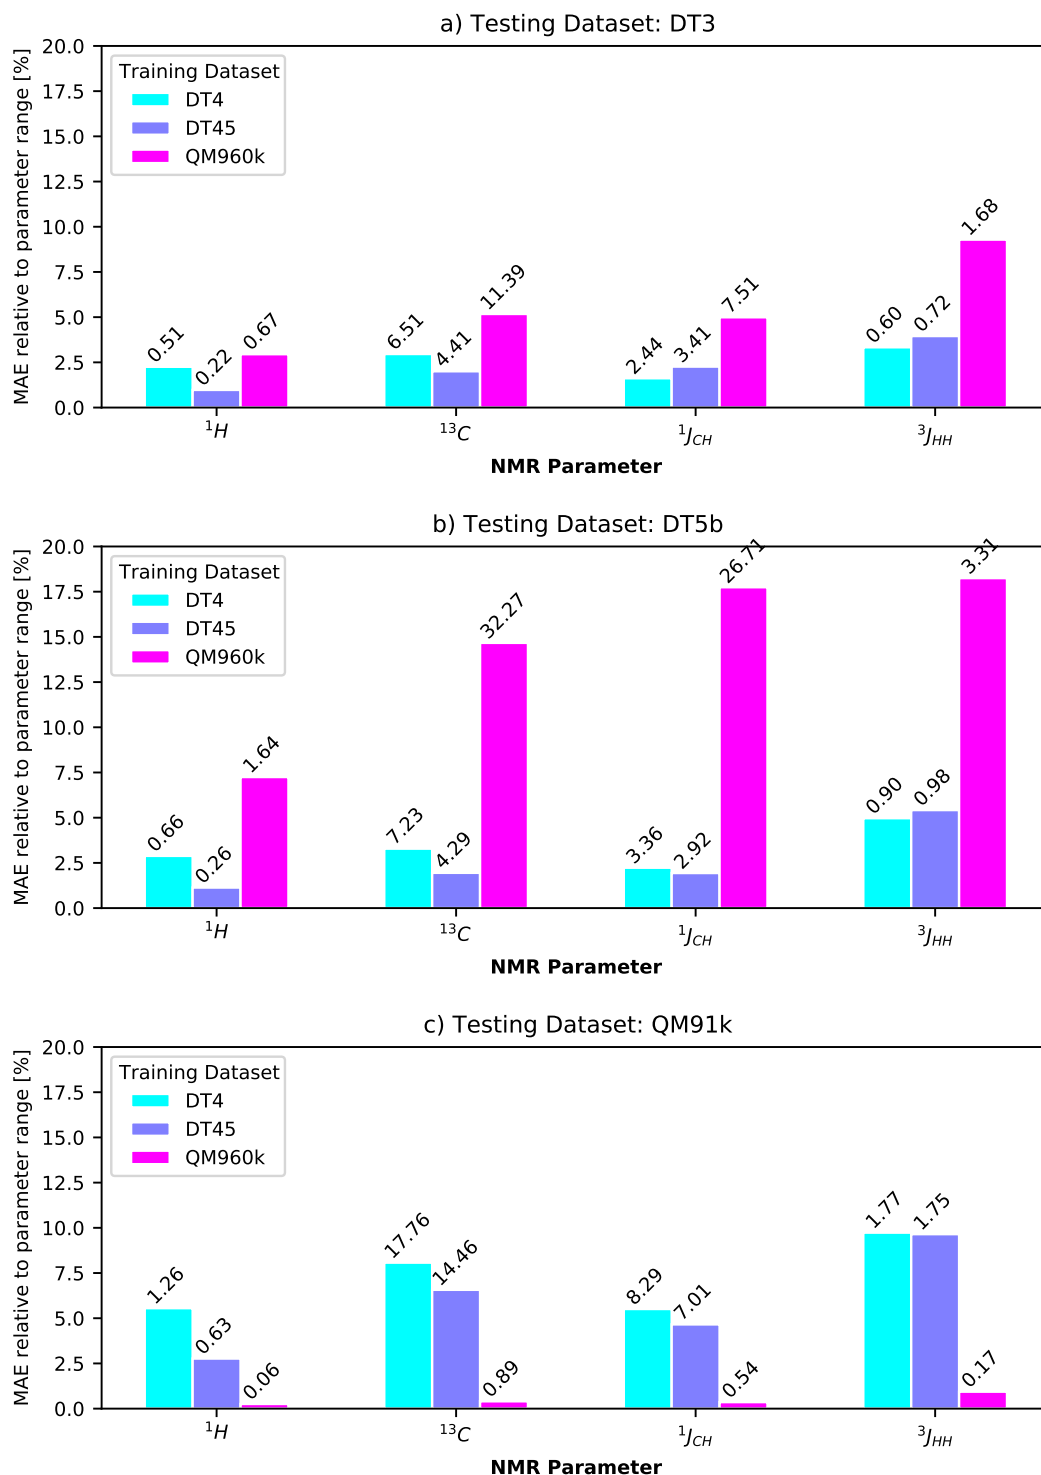 a) Testing Dataset: DT3
MAE relative to parameter range [%]
20.0
17.5
15.0
12.5
10.0
7.5
5.0
2.5
0.0
Training Dataset
DT4
DT45
QM960k
0.51
0.22
0.67
6.51
4.41
11.39
2.44
3.41
7.51
0.60
0.72
1.68
¹H
¹³C
¹J_CH
³J_HH
NMR Parameter
b) Testing Dataset: DT5b
MAE relative to parameter range [%]
20.0
17.5
15.0
12.5
10.0
7.5
5.0
2.5
0.0
Training Dataset
DT4
DT45
QM960k
0.66
0.26
1.64
7.23
4.29
32.27
3.36
2.92
26.71
0.90
0.98
3.31
¹H
¹³C
¹J_CH
³J_HH
NMR Parameter
c) Testing Dataset: QM91k
MAE relative to parameter range [%]
20.0
17.5
15.0
12.5
10.0
7.5
5.0
2.5
0.0
Training Dataset
DT4
DT45
QM960k
1.26
0.63
0.06
17.76
14.46
0.89
8.29
7.01
0.54
1.77
1.75
0.17
¹H
¹³C
¹J_CH
³J_HH
NMR Parameter